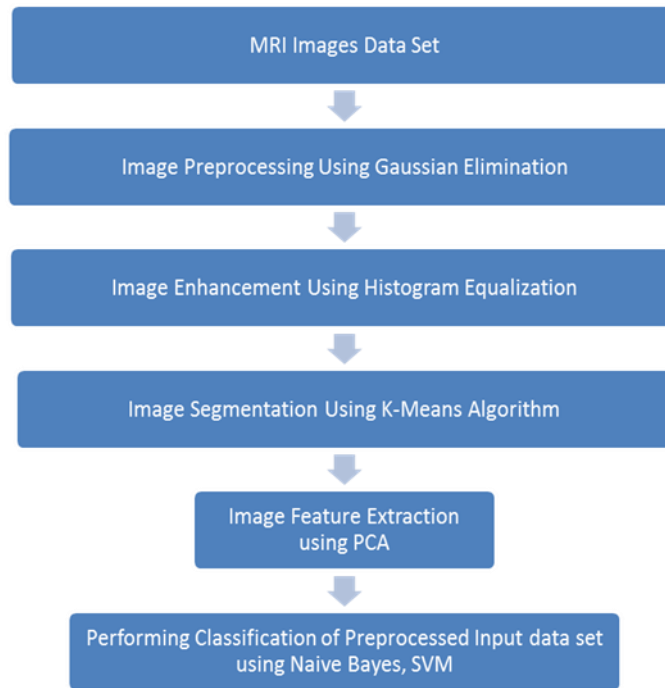 MRI Images Data Set
Image Preprocessing Using Gaussian Elimination
Image Enhancement Using Histogram Equalization
Image Segmentation Using K-Means Algorithm
Image Feature Extraction
using PCA
Performing Classification of Preprocessed Input data set
using Naive Bayes, SVM